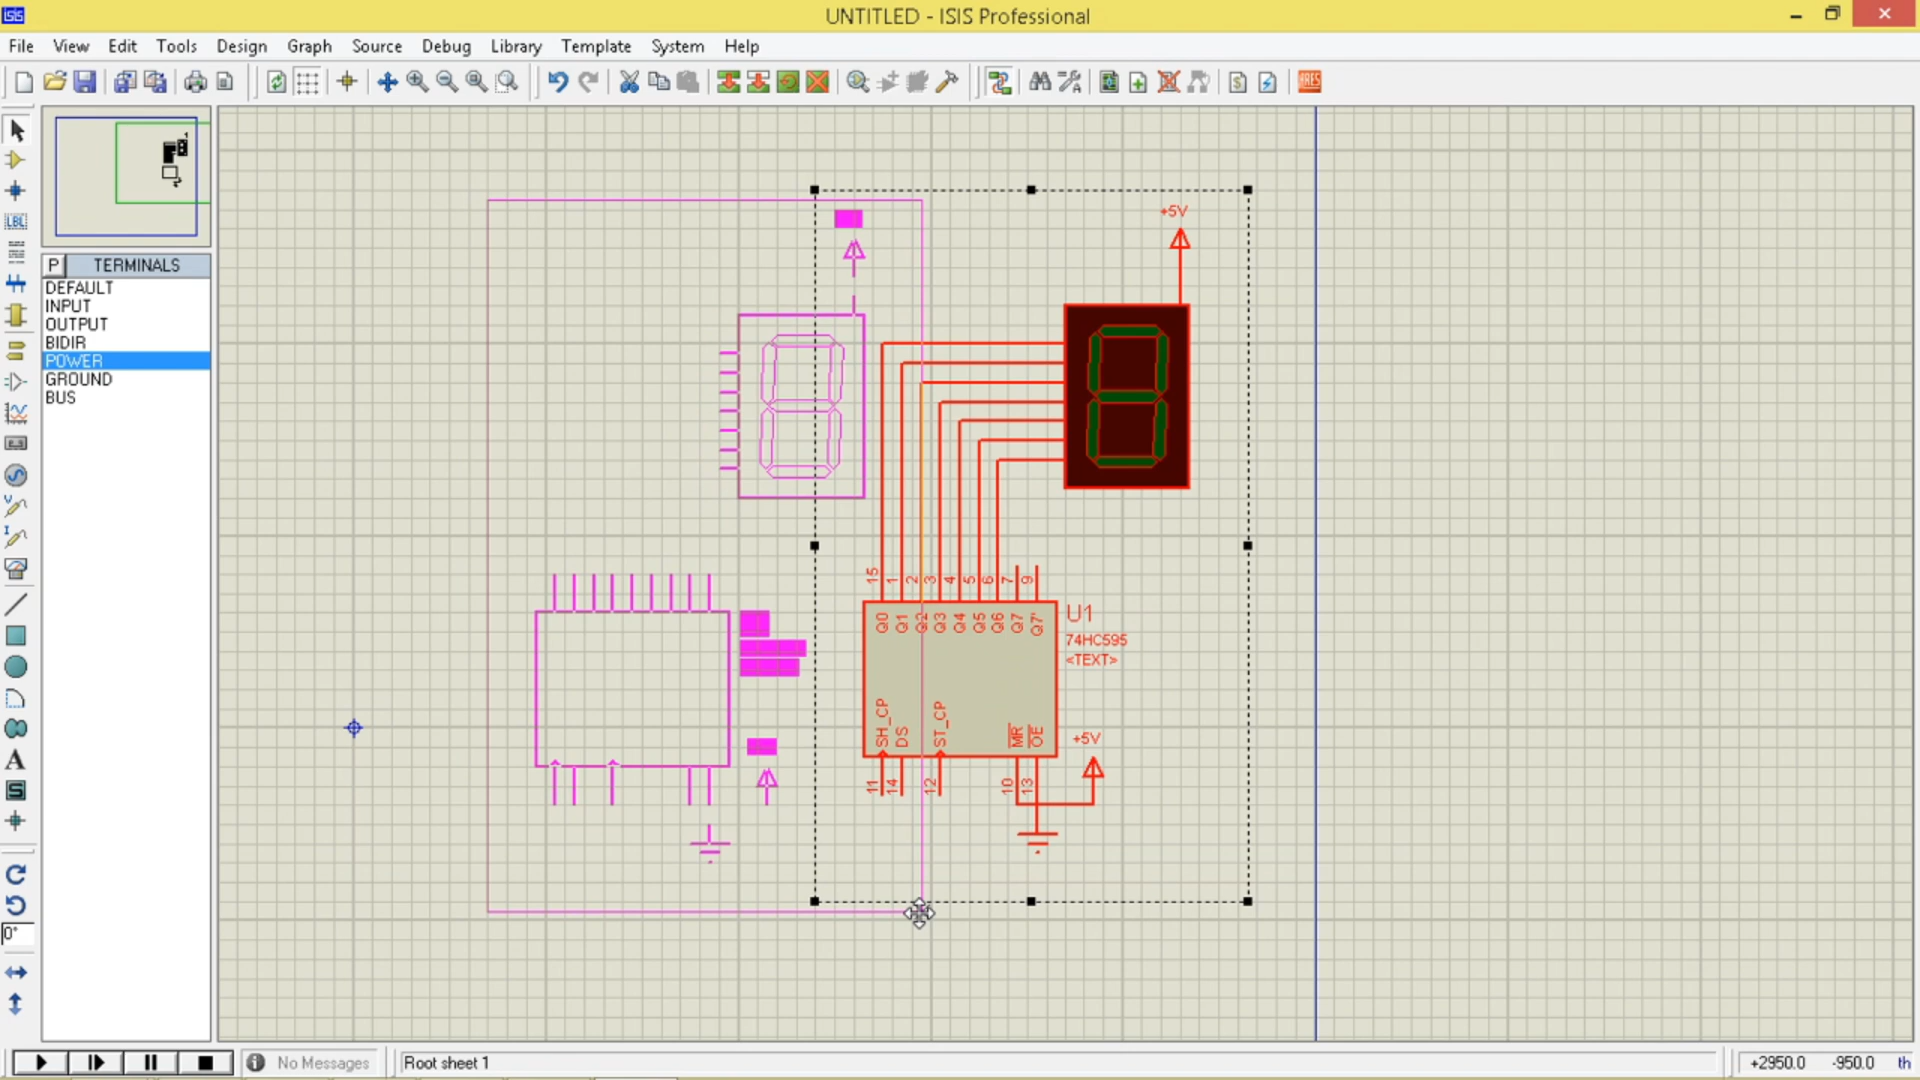 ISIS
UNTITLED - ISIS Professional
File View Edit Tools Design Graph Source Debug Library Template System Help
ARES
P TERMINALS
DEFAULT
INPUT
OUTPUT
BIDIR
POWER
GROUND
BUS
LBL
A
S
V
I
0°
+5V
15 1 2 3 4 5 6 7 9
Q0 Q1 Q2 Q3 Q4 Q5 Q6 Q7 Q7'
U1
74HC595
<TEXT>
SH_CP DS ST_CP MR OE
+5V
11 14 12 10 13
No Messages
Root sheet 1
+2950.0 -950.0 th